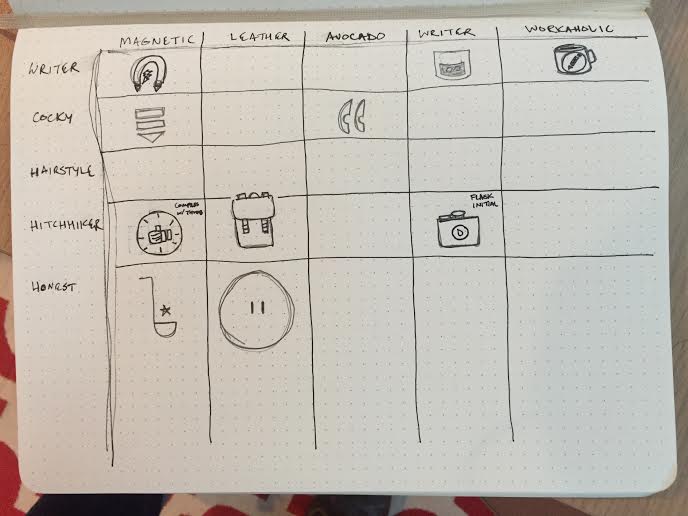 MAGNETIC LEATHER AVOCADO WRITER WORKAHOLIC
WRITER
COCKY
HAIRSTYLE
HITCHHIKER
COMPASS
W/ THUMB
FLASK
INITIAL
D
HONEST